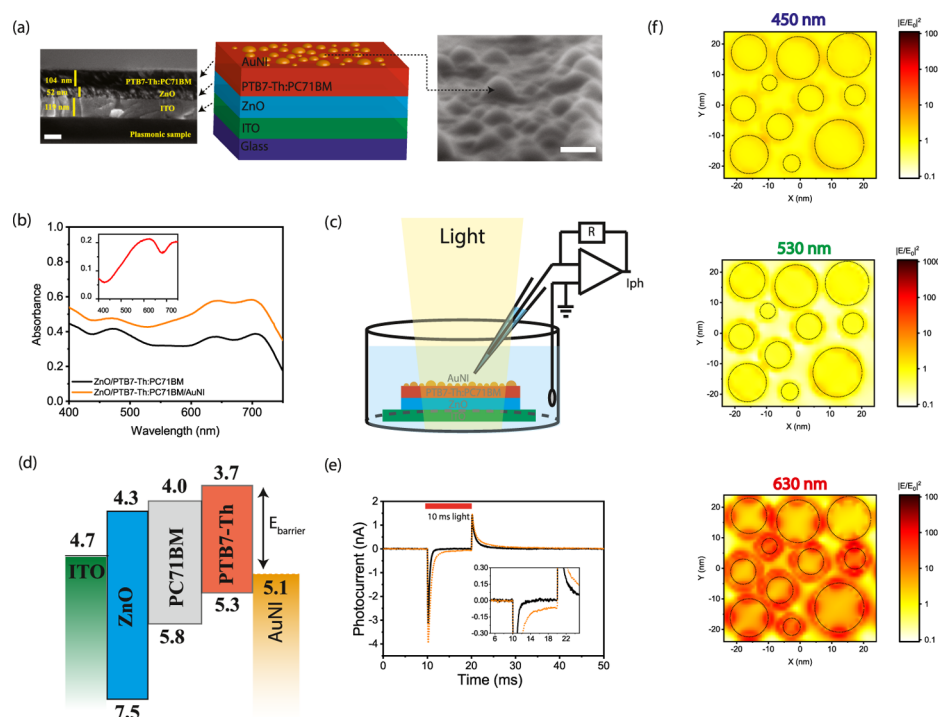 (a)
104 nm
PTB7-Th:PC71BM
52 nm
ZnO
ITO
Plasmonic sample
AuNI
PTB7-Th:PC71BM
ZnO
ITO
Glass
(b)
Absorbance
1.0
0.8
0.6
0.4
0.2
0.0
0.2
0.1
0.0
400 500 600 700
ZnO/PTB7-Th:PC71BM
ZnO/PTB7-Th:PC71BM/AuNI
400 500 600 700
Wavelength (nm)
(c)
Light
R
Iph
AuNI
PTB7-Th:PC71BM
ZnO
(d)
4.7
ITO
4.3
ZnO
7.5
4.0
PC71BM
5.8
3.7
PTB7-Th
5.3
Ebarrier
5.1
AuNI
(e)
Photocurrent (nA)
2
1
0
-1
-2
-3
-4
10 ms light
0.30
0.15
0.00
-0.15
-0.30
6 10 14 18 22
0 10 20 30 40 50
Time (ms)
(f)
450 nm
|E/E0|²
Y (nm)
20
10
0
-10
-20
-20 -10 0 10 20
X (nm)
100
10
1
0.1
530 nm
|E/E0|²
Y (nm)
20
10
0
-10
-20
-20 -10 0 10 20
X (nm)
1000
100
10
1
0.1
630 nm
|E/E0|²
Y (nm)
20
10
0
-10
-20
-20 -10 0 10 20
X (nm)
100
10
1
0.1